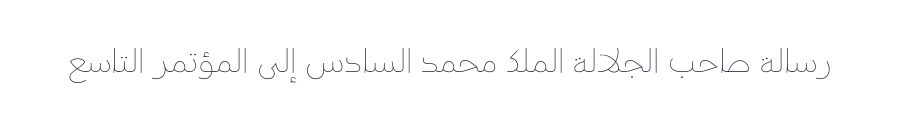 رسالة صاحب الجلالة الملك محمد السادس إلى المؤتمر التاسع